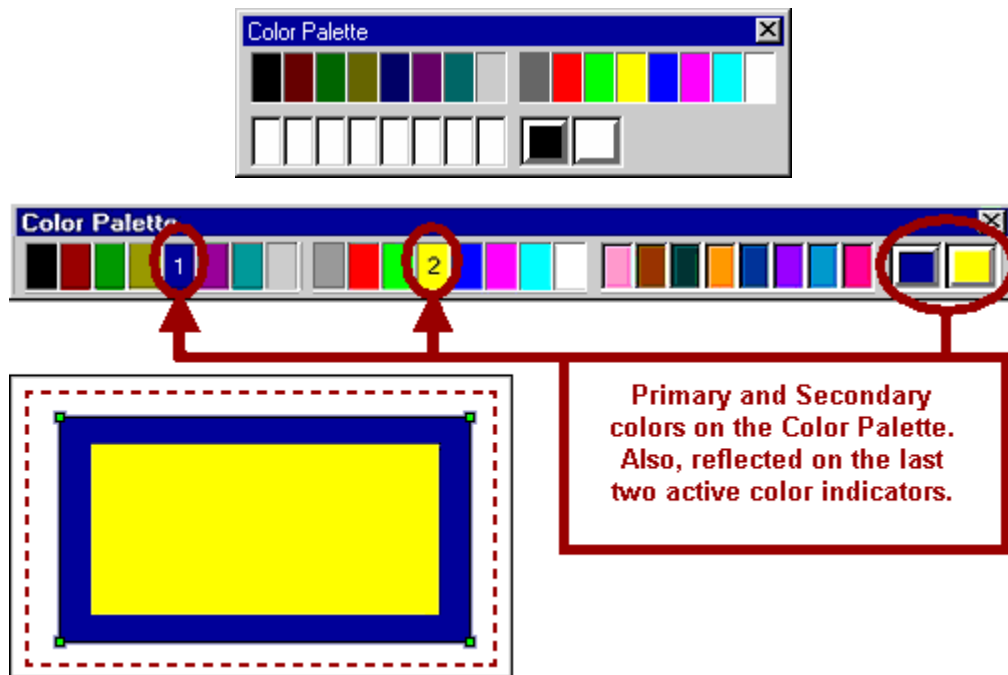 Color Palette
Color Palette
1
2
Primary and Secondary
colors on the Color Palette.
Also, reflected on the last
two active color indicators.